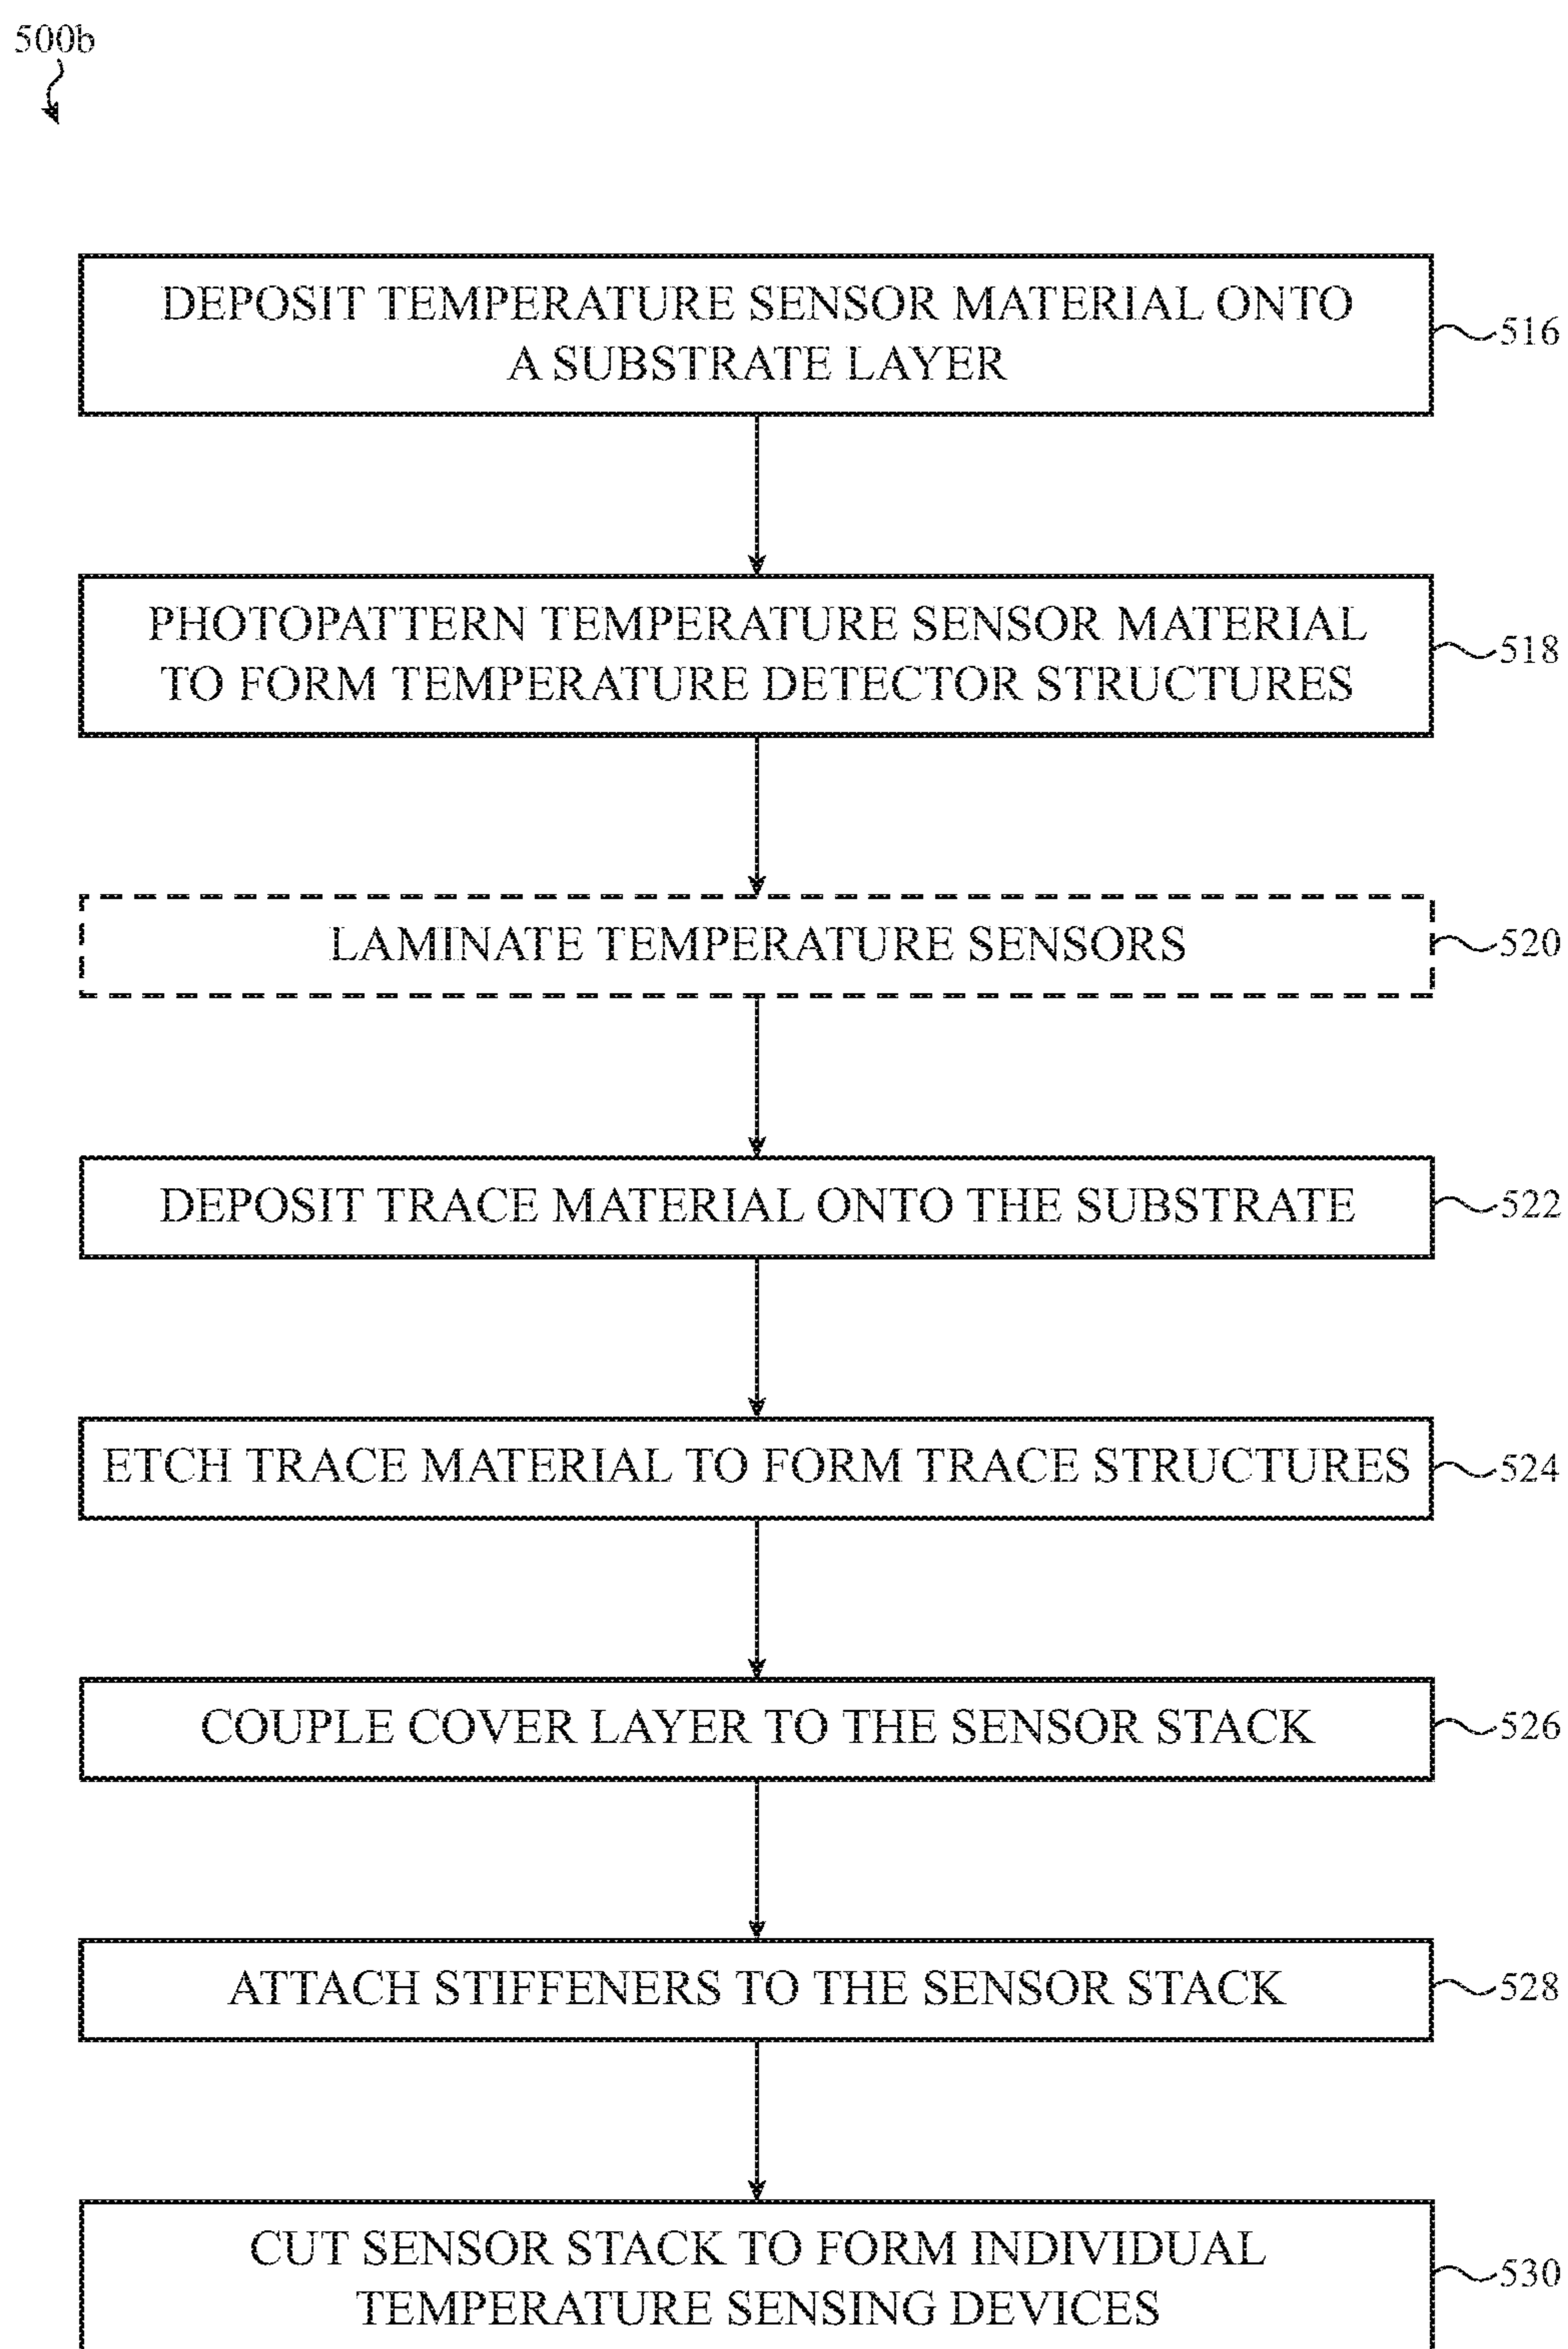 500b
DEPOSIT TEMPERATURE SENSOR MATERIAL ONTO
A SUBSTRATE LAYER
516
PHOTOPATTERN TEMPERATURE SENSOR MATERIAL
TO FORM TEMPERATURE DETECTOR STRUCTURES
518
LAMINATE TEMPERATURE SENSORS
520
DEPOSIT TRACE MATERIAL ONTO THE SUBSTRATE
522
ETCH TRACE MATERIAL TO FORM TRACE STRUCTURES
524
COUPLE COVER LAYER TO THE SENSOR STACK
526
ATTACH STIFFENERS TO THE SENSOR STACK
528
CUT SENSOR STACK TO FORM INDIVIDUAL
TEMPERATURE SENSING DEVICES
530